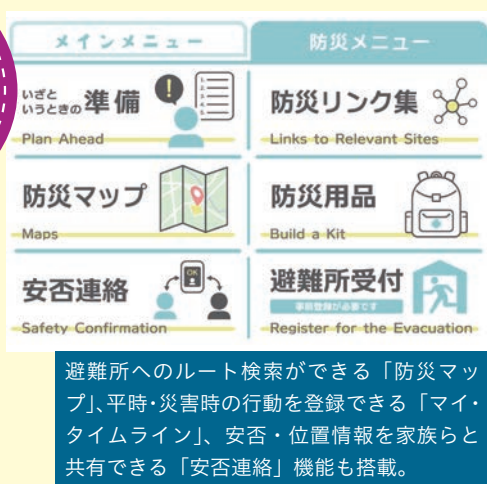 メインメニュー
防災メニュー
いざと
いうときの準備
Plan Ahead
防災リンク集
Links to Relevant Sites
防災マップ
Maps
防災用品
Build a Kit
安否連絡
OK
Safety Confirmation
避難所受付
事前登録が必要です
Register for the Evacuation
避難所へのルート検索ができる「防災マッ
プ」、平時・災害時の行動を登録できる「マイ・
タイムライン」、安否・位置情報を家族らと
共有できる「安否連絡」機能も搭載。